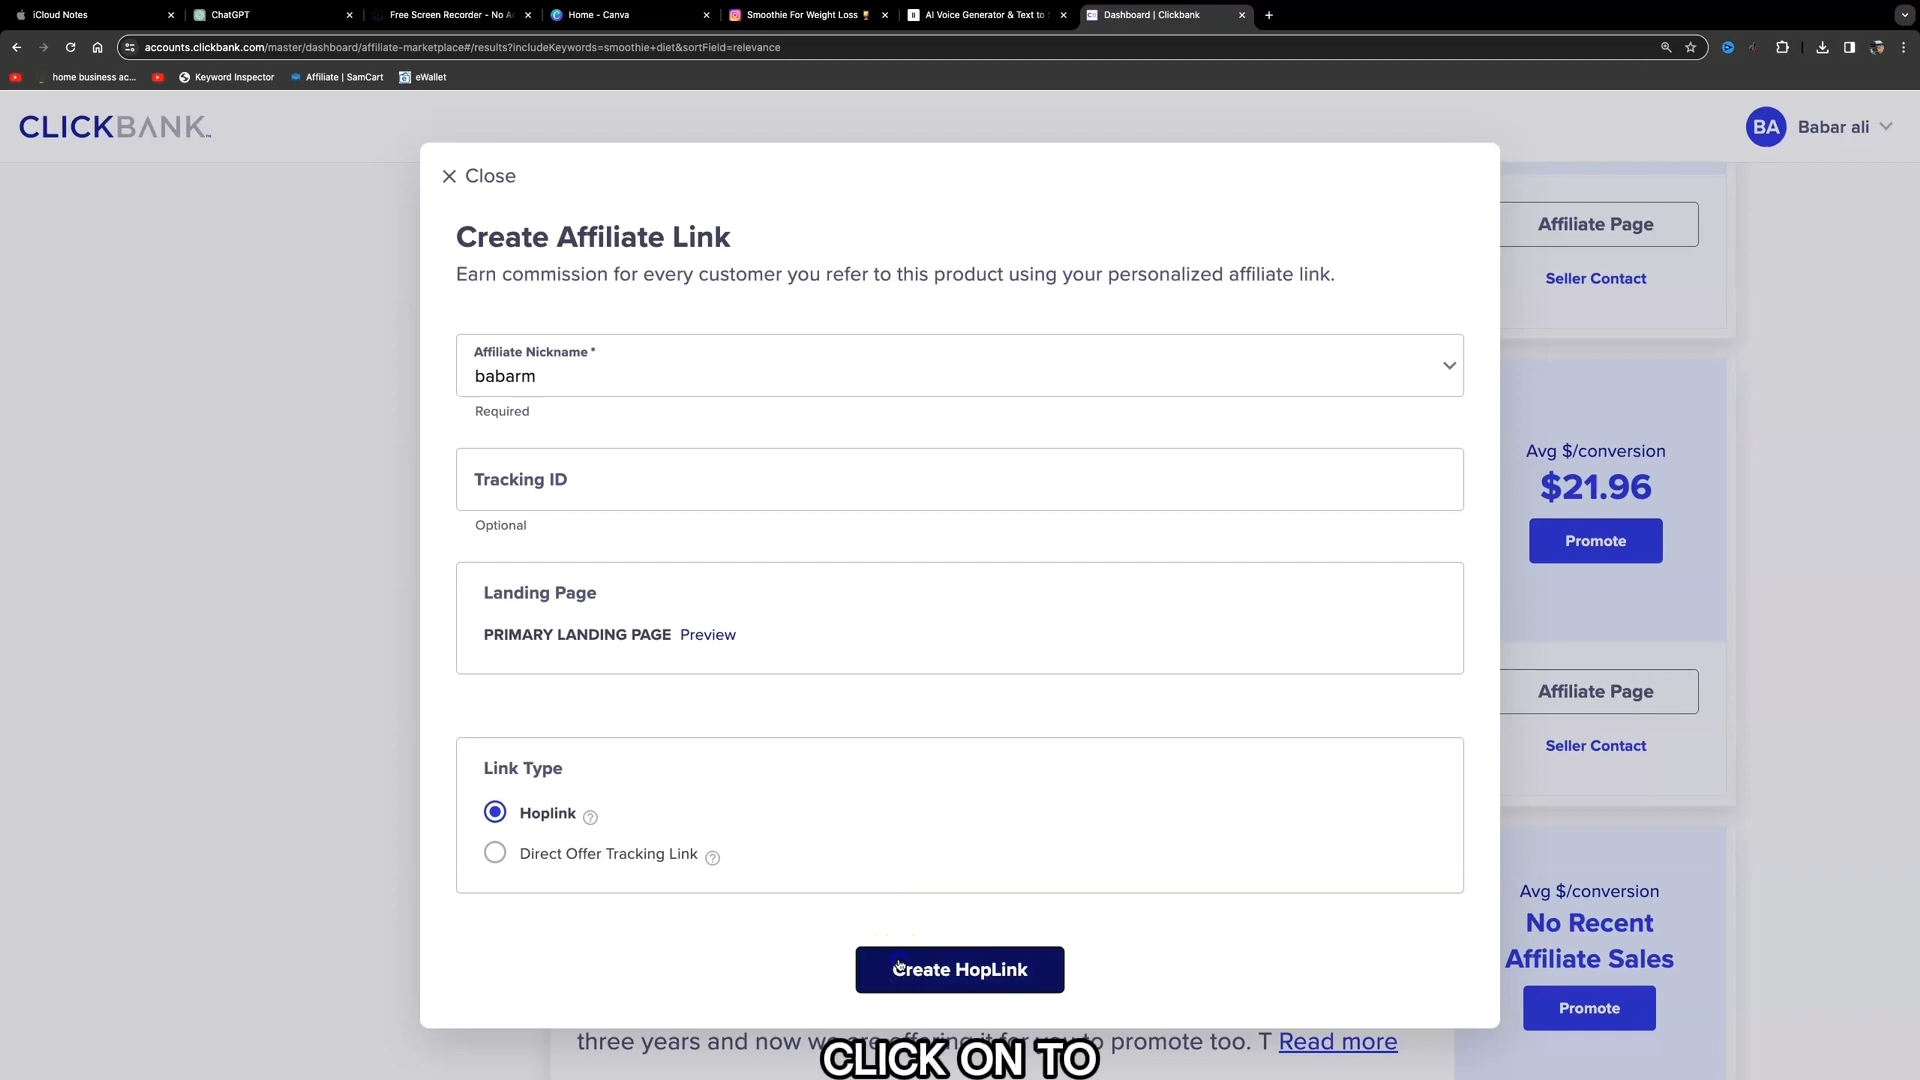 iCloud Notes
ChatGPT
Free Screen Recorder - No A
Home - Canva
Smoothie For Weight Loss
AI Voice Generator & Text to
Dashboard | Clickbank
accounts.clickbank.com/master/dashboard/affiliate-marketplace#/results?includeKeywords=smoothie+diet&sortField=relevance
home business ac...
Keyword Inspector
Affiliate | SamCart
eWallet
CLICKBANK
BA
Babar ali
Close
Create Affiliate Link
Earn commission for every customer you refer to this product using your personalized affiliate link.
Affiliate Nickname *
babarm
Required
Tracking ID
Optional
Landing Page
PRIMARY LANDING PAGE Preview
Link Type
Hoplink ?
Direct Offer Tracking Link ?
Create HopLink
Affiliate Page
Seller Contact
Avg $/conversion
$21.96
Promote
Affiliate Page
Seller Contact
Avg $/conversion
No Recent
Affiliate Sales
Promote
three years and now we are offering it for you to promote too. T Read more
CLICK ON TO